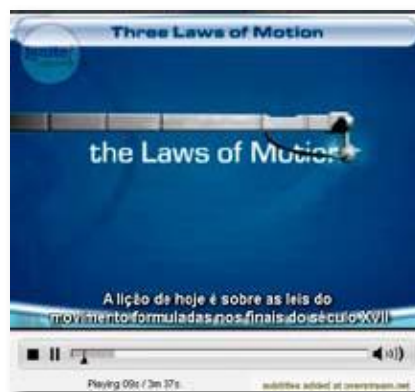 Three Laws of Motion
ignite!
the Laws of Motion
A lição de hoje é sobre as leis do
movimento formuladas nos finais do século XVII
Playing 09s / 3m 37s
subtitles added at overstream.net